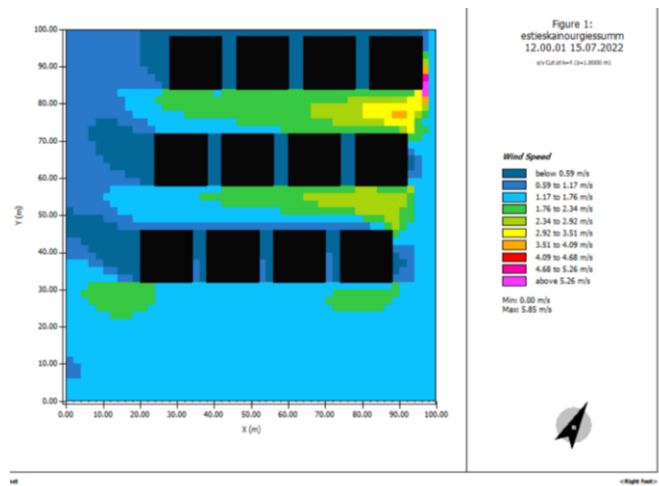 Figure 1:
estieskainourgiessumm
12.00.01 15.07.2022
x/y Cut at k=4 (z=1.8000 m)
Wind Speed
below 0.59 m/s
0.59 to 1.17 m/s
1.17 to 1.76 m/s
1.76 to 2.34 m/s
2.34 to 2.92 m/s
2.92 to 3.51 m/s
3.51 to 4.09 m/s
4.09 to 4.68 m/s
4.68 to 5.26 m/s
above 5.26 m/s
Min: 0.00 m/s
Max: 5.85 m/s
100.00
90.00
80.00
70.00
60.00
50.00
40.00
30.00
20.00
10.00
0.00
Y (m)
0.00 10.00 20.00 30.00 40.00 50.00 60.00 70.00 80.00 90.00 100.00
X (m)
N
<Right foot>